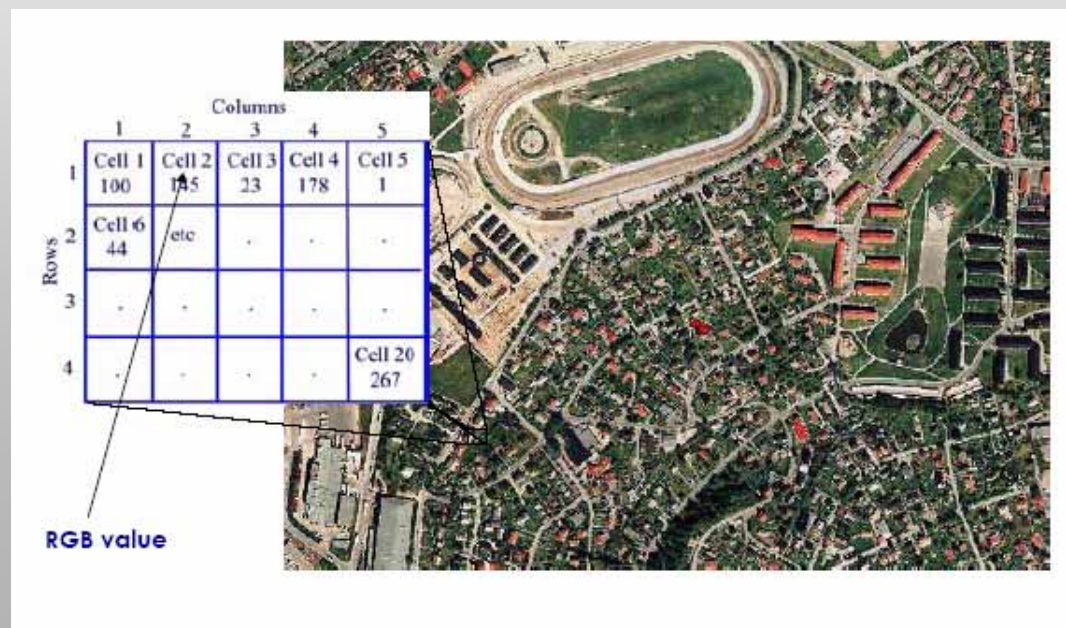 Columns
1 2 3 4 5
Rows
1
Cell 1 Cell 2 Cell 3 Cell 4 Cell 5
100 145 23 178 1
2
Cell 6 etc . . .
44
3
. . . . .
4
. . . . Cell 20
267
RGB value